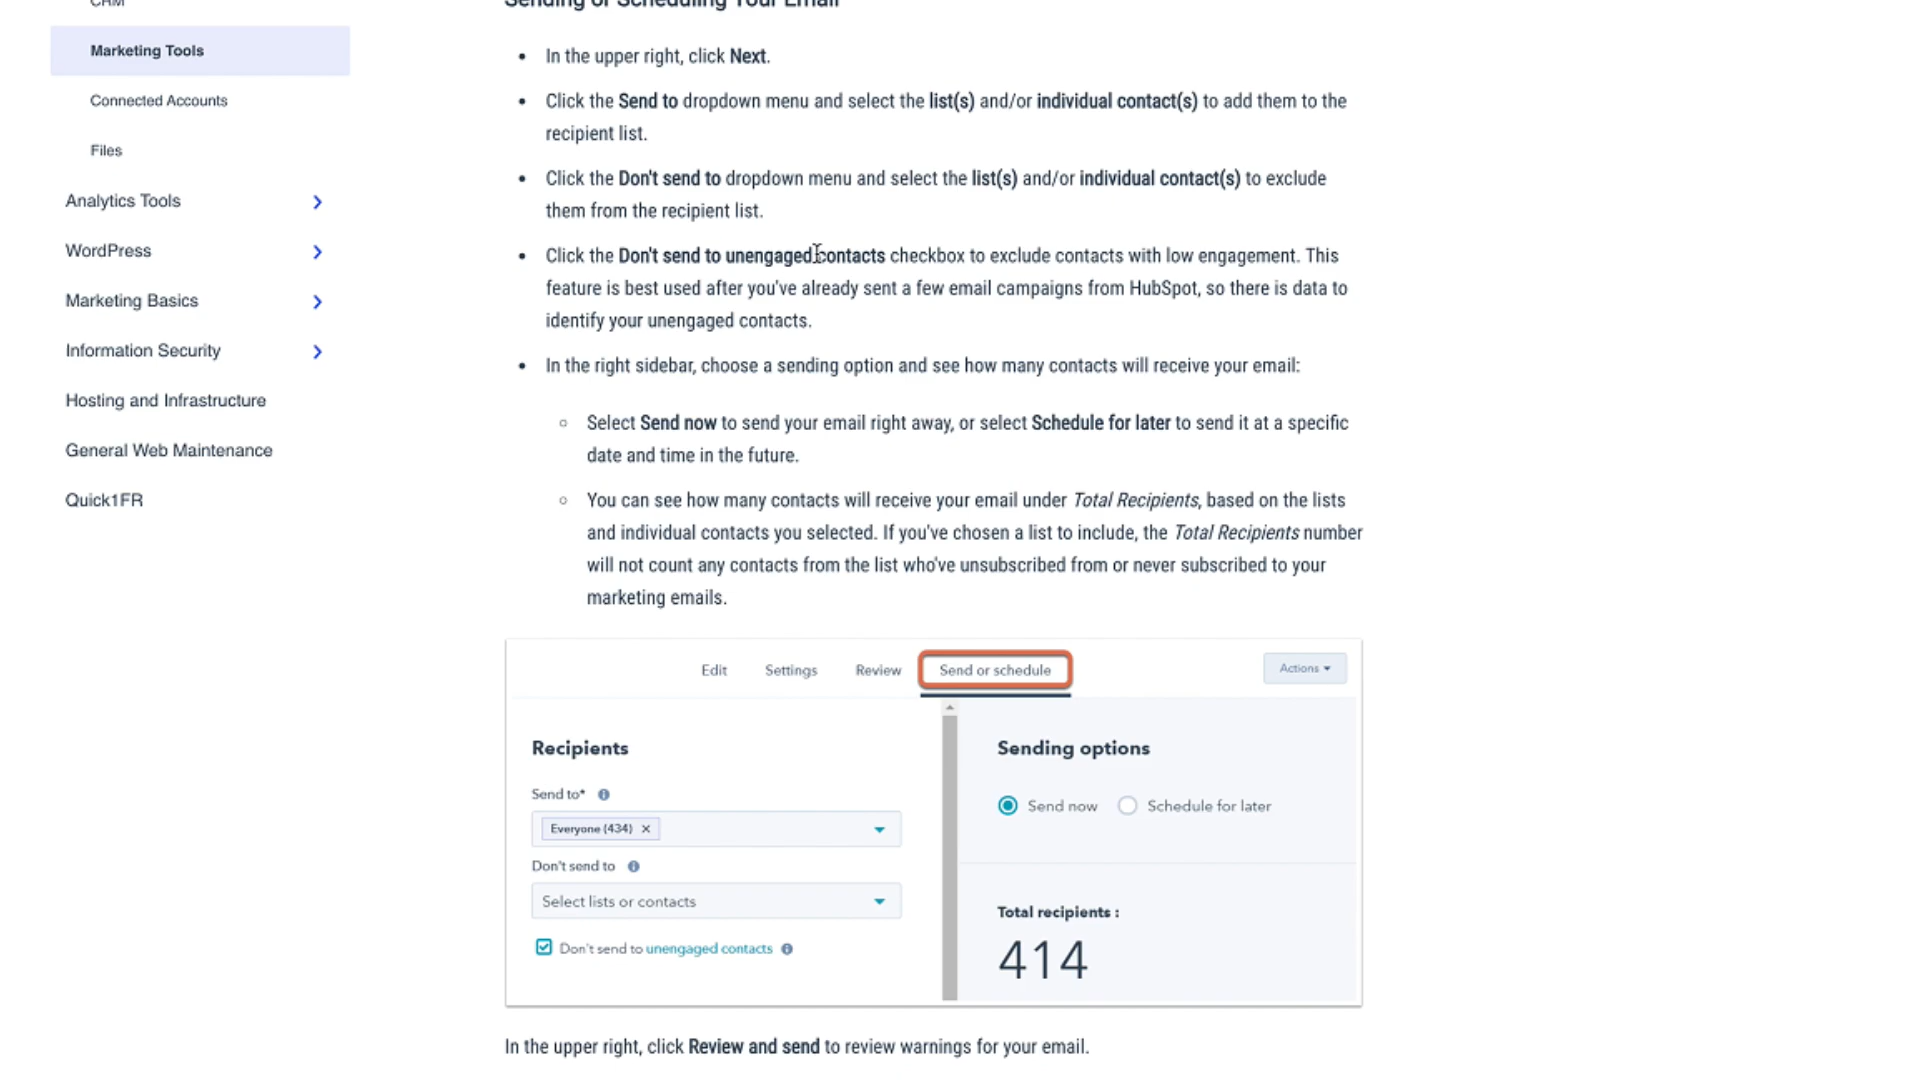 CRM
Marketing Tools
Connected Accounts
Files
Analytics Tools
WordPress
Marketing Basics
Information Security
Hosting and Infrastructure
General Web Maintenance
Quick1FR
Sending or Scheduling Your Email
In the upper right, click Next.
Click the Send to dropdown menu and select the list(s) and/or individual contact(s) to add them to the
recipient list.
Click the Don't send to dropdown menu and select the list(s) and/or individual contact(s) to exclude
them from the recipient list.
Click the Don't send to unengaged contacts checkbox to exclude contacts with low engagement. This
feature is best used after you've already sent a few email campaigns from HubSpot, so there is data to
identify your unengaged contacts.
In the right sidebar, choose a sending option and see how many contacts will receive your email:
Select Send now to send your email right away, or select Schedule for later to send it at a specific
date and time in the future.
You can see how many contacts will receive your email under Total Recipients, based on the lists
and individual contacts you selected. If you've chosen a list to include, the Total Recipients number
will not count any contacts from the list who've unsubscribed from or never subscribed to your
marketing emails.
Edit Settings Review Send or schedule Actions
Recipients
Send to*
Everyone (434)
Don't send to
Select lists or contacts
Don't send to unengaged contacts
Sending options
Send now Schedule for later
Total recipients :
414
In the upper right, click Review and send to review warnings for your email.